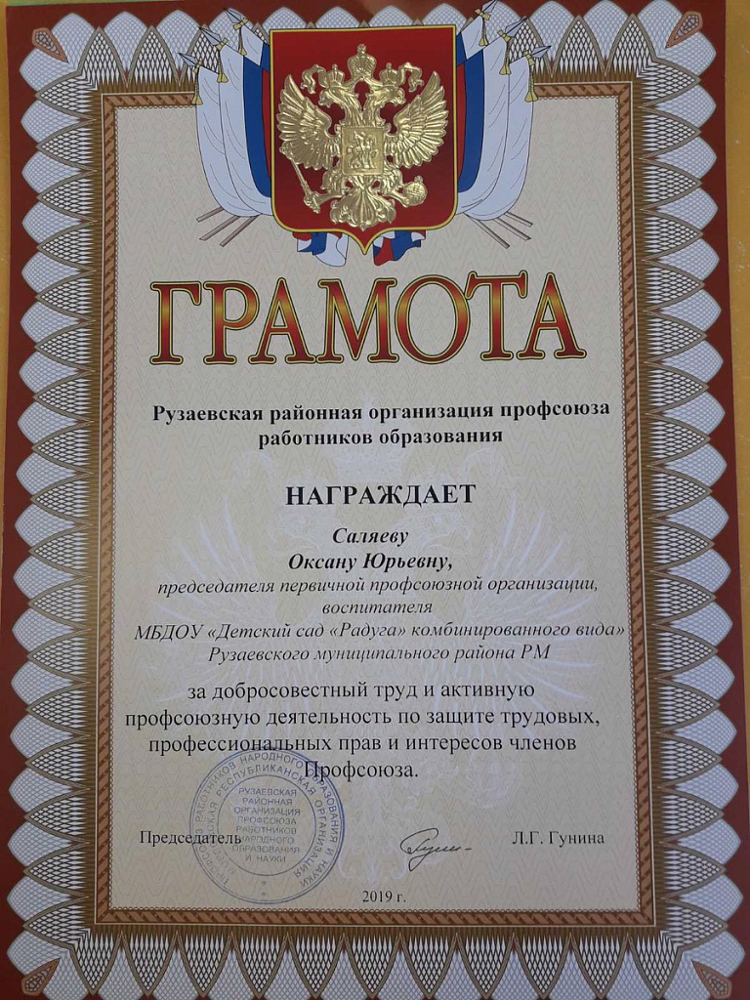 ГРАМОТА
Рузаевская районная организация профсоюза
работников образования
НАГРАЖДАЕТ
Саляеву
Оксану Юрьевну,
председателя первичной профсоюзной организации,
воспитателя
МБДОУ «Детский сад «Радуга» комбинированного вида»
Рузаевского муниципального района РМ
за добросовестный труд и активную
профсоюзную деятельность по защите трудовых,
профессиональных прав и интересов членов
Профсоюза.
РАБОТНИКОВ НАРОДНОГО ОБРАЗОВАНИЯ И НАУКИ
РЕСПУБЛИКАНСКАЯ ОРГАНИЗАЦИЯ
РУЗАЕВСКАЯ
РАЙОННАЯ
ОРГАНИЗАЦИЯ
ПРОФСОЮЗА
РАБОТНИКОВ
НАРОДНОГО
ОБРАЗОВАНИЯ
И НАУКИ
Председатель Л.Г. Гунина
2019 г.